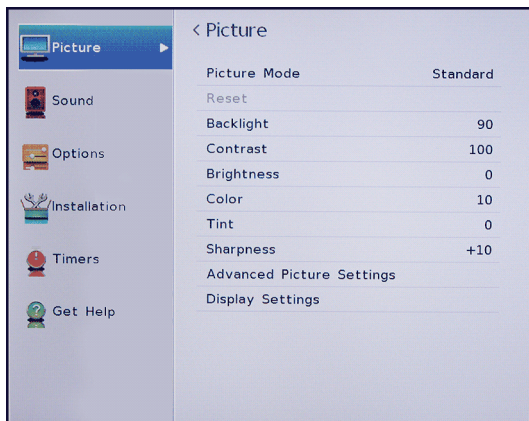 Picture
Sound
Options
Installation
Timers
Get Help
< Picture
Picture Mode Standard
Reset
Backlight 90
Contrast 100
Brightness 0
Color 10
Tint 0
Sharpness +10
Advanced Picture Settings
Display Settings